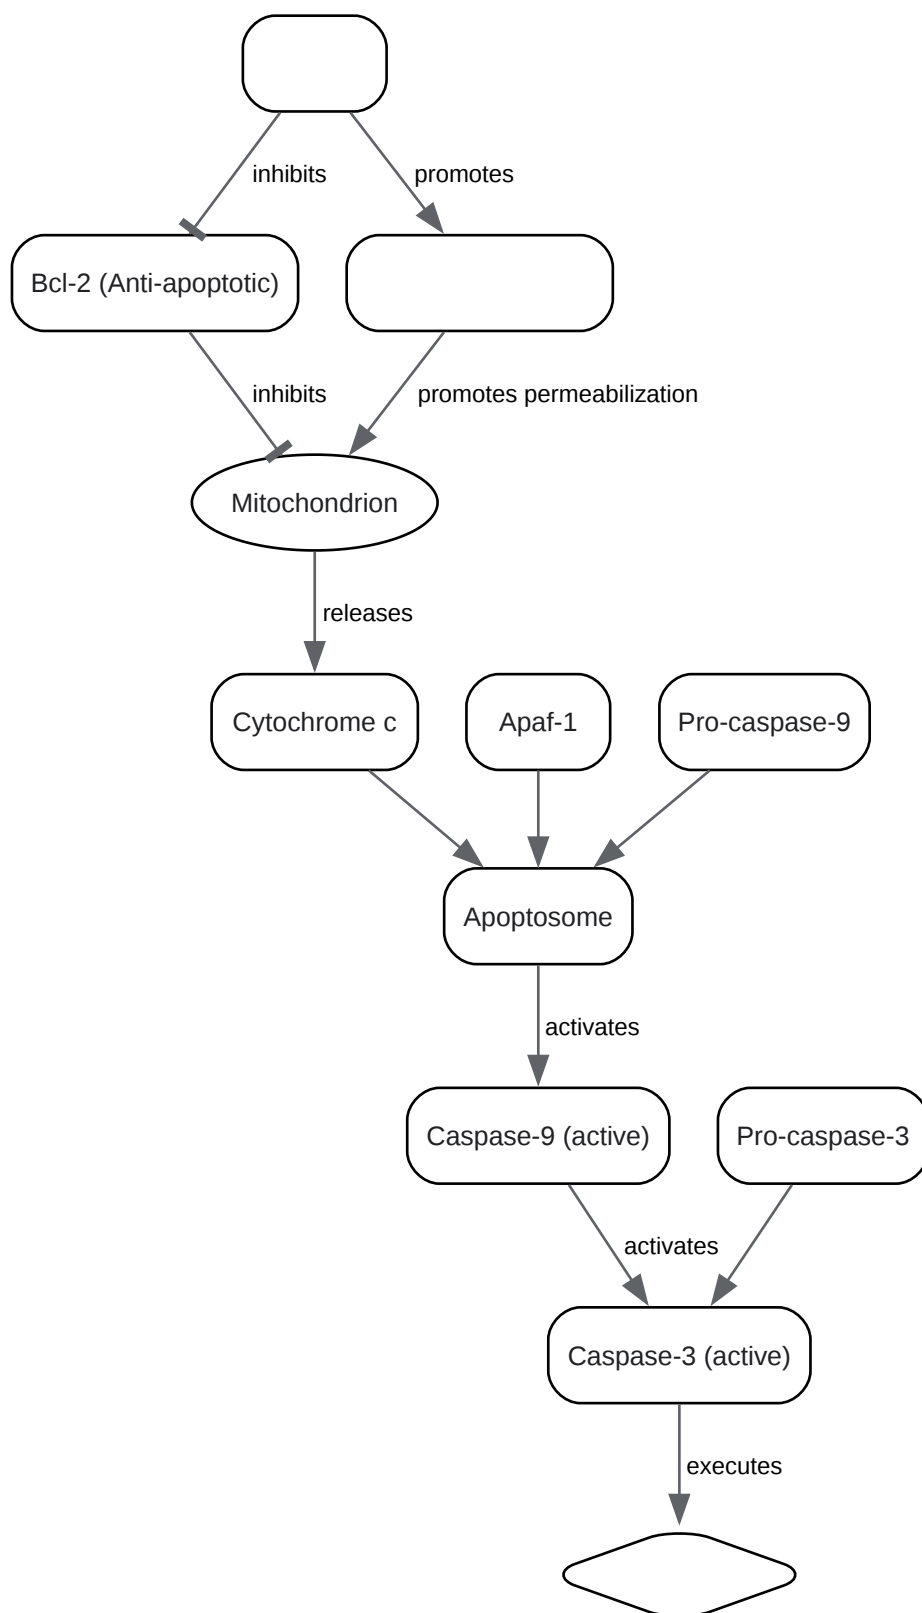 inhibits
promotes
Bcl-2 (Anti-apoptotic)
inhibits
promotes permeabilization
Mitochondrion
releases
Cytochrome c
Apaf-1
Pro-caspase-9
Apoptosome
activates
Caspase-9 (active)
Pro-caspase-3
activates
Caspase-3 (active)
executes